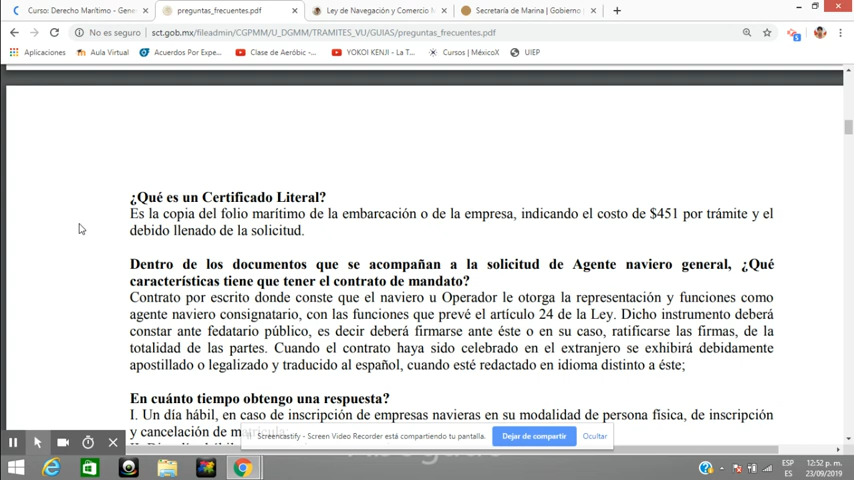 Curso: Derecho Marítimo - Gene
preguntas_frecuentes.pdf
Ley de Navegación y Comercio M
Secretaría de Marina | Gobierno
No es seguro | sct.gob.mx/fileadmin/CGPMM/U_DGMM/TRAMITES_VU/GUIAS/preguntas_frecuentes.pdf
Aplicaciones
Aula Virtual
Acuerdos Por Expe...
Clase de Aeróbic -...
YOKOI KENJI - La T...
Cursos |MéxicoX
UIEP
¿Qué es un Certificado Literal?
Es la copia del folio marítimo de la embarcación o de la empresa, indicando el costo de $451 por trámite y el
debido llenado de la solicitud.
Dentro de los documentos que se acompañan a la solicitud de Agente naviero general, ¿Qué
características tiene que tener el contrato de mandato?
Contrato por escrito donde conste que el naviero u Operador le otorga la representación y funciones como
agente naviero consignatario, con las funciones que prevé el artículo 24 de la Ley. Dicho instrumento deberá
constar ante fedatario público, es decir deberá firmarse ante éste o en su caso, ratificarse las firmas, de la
totalidad de las partes. Cuando el contrato haya sido celebrado en el extranjero se exhibirá debidamente
apostillado o legalizado y traducido al español, cuando esté redactado en idioma distinto a éste;
En cuánto tiempo obtengo una respuesta?
I. Un día hábil, en caso de inscripción de empresas navieras en su modalidad de persona física, de inscripción
y cancelación de matrícula;
Screencastify - Screen Video Recorder está compartiendo tu pantalla.
Dejar de compartir
Ocultar
ESP
ES
12:52 p. m.
23/09/2019